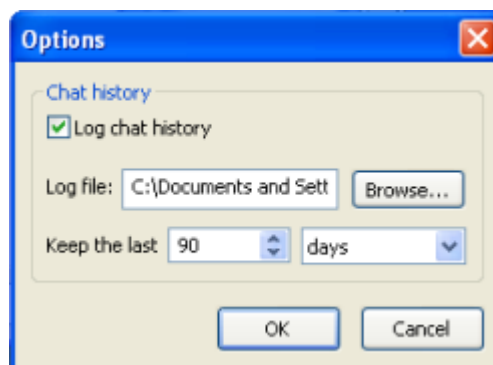 Options
Chat history
Log chat history
Log file: C:\Documents and Sett Browse...
Keep the last 90 days
OK Cancel